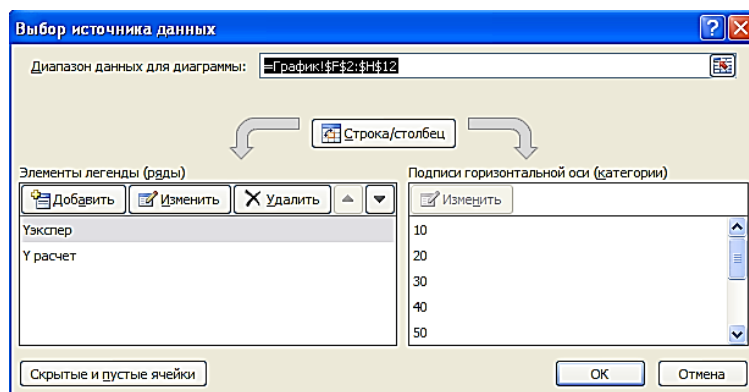 Выбор источника данных
Диапазон данных для диаграммы: =График!$F$2:$H$12
Строка/столбец
Элементы легенды (ряды)
Добавить Изменить Удалить
Yэкспер
Y расчет
Подписи горизонтальной оси (категории)
Изменить
10
20
30
40
50
Скрытые и пустые ячейки
ОК Отмена